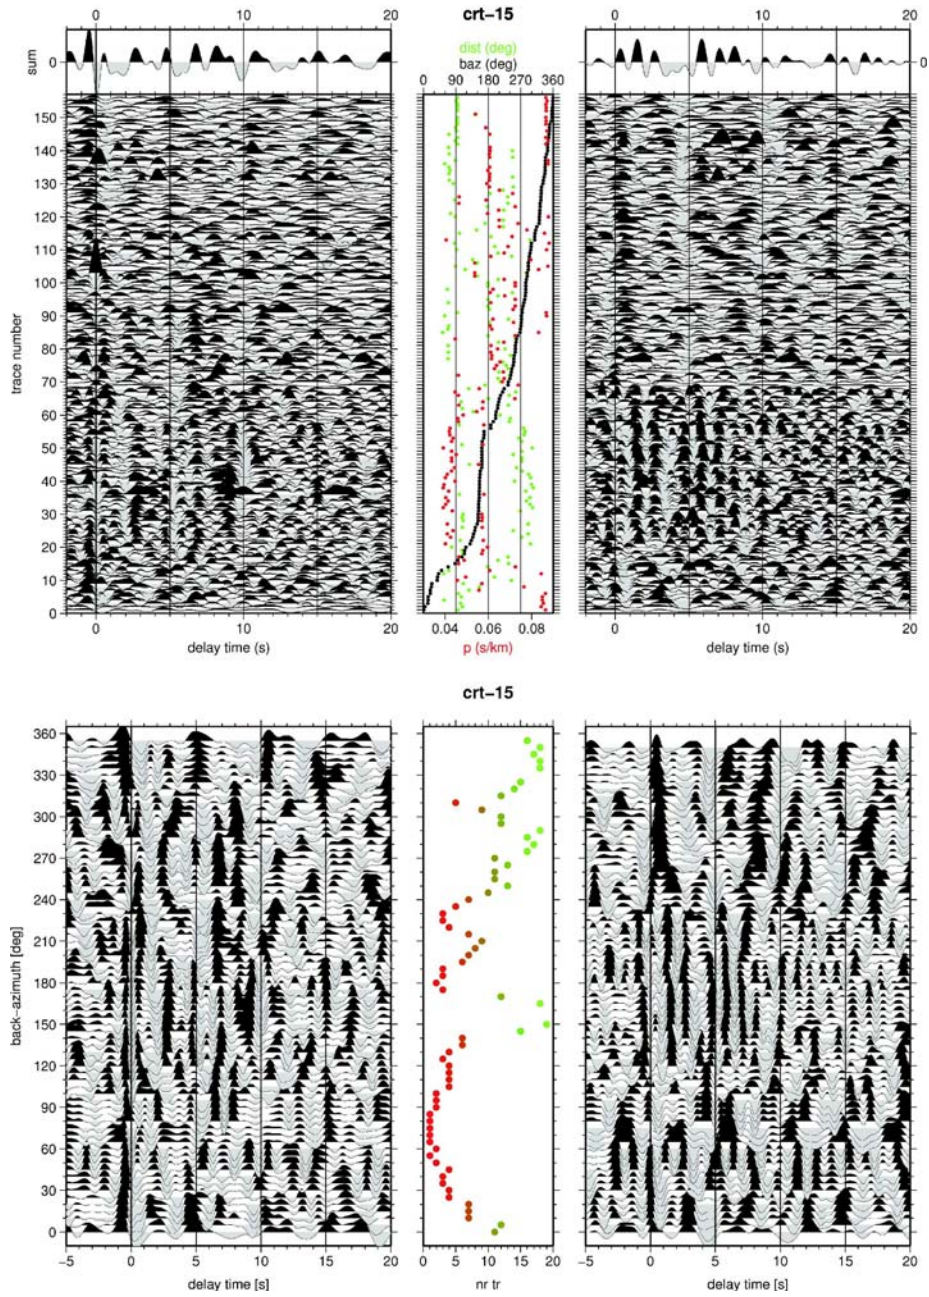 crt−15
0 10 20
dist (deg)
baz (deg)
0 90 180 270 360
0 10 20
sum
0
0
trace number
150
140
130
120
110
100
90
80
70
60
50
40
30
20
10
0
0 10 20
delay time (s)
0.04 0.06 0.08
p (s/km)
0 10 20
delay time (s)
crt−15
back−azimuth [deg]
360
330
300
270
240
210
180
150
120
90
60
30
0
−5 0 5 10 15 20
delay time [s]
0 5 10 15 20
nr tr
−5 0 5 10 15 20
delay time [s]